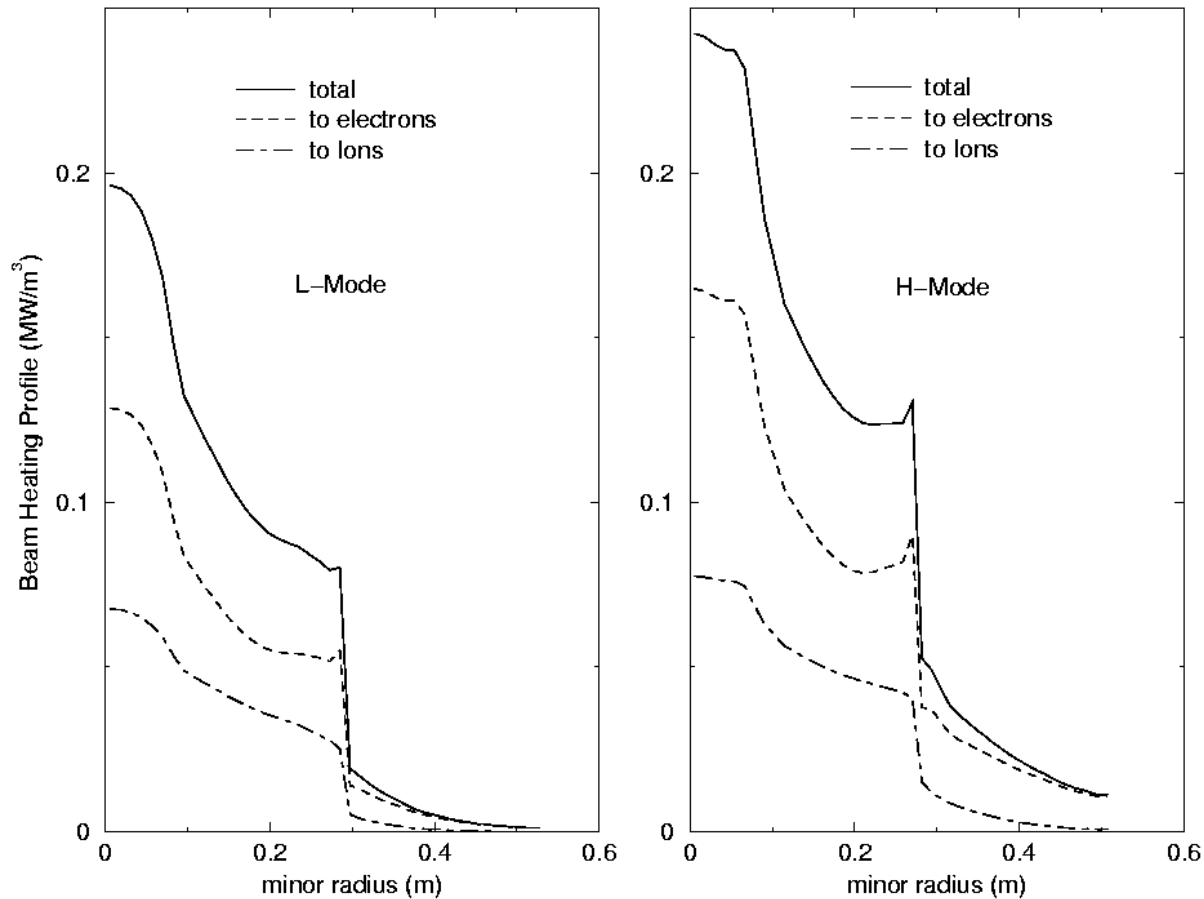 total
to electrons
to Ions
0.2
L−Mode
0.1
0
0 0.2 0.4 0.6
minor radius (m)
Beam Heating Profile (MW/m³)
total
to electrons
to Ions
0.2
H−Mode
0.1
0
0 0.2 0.4 0.6
minor radius (m)